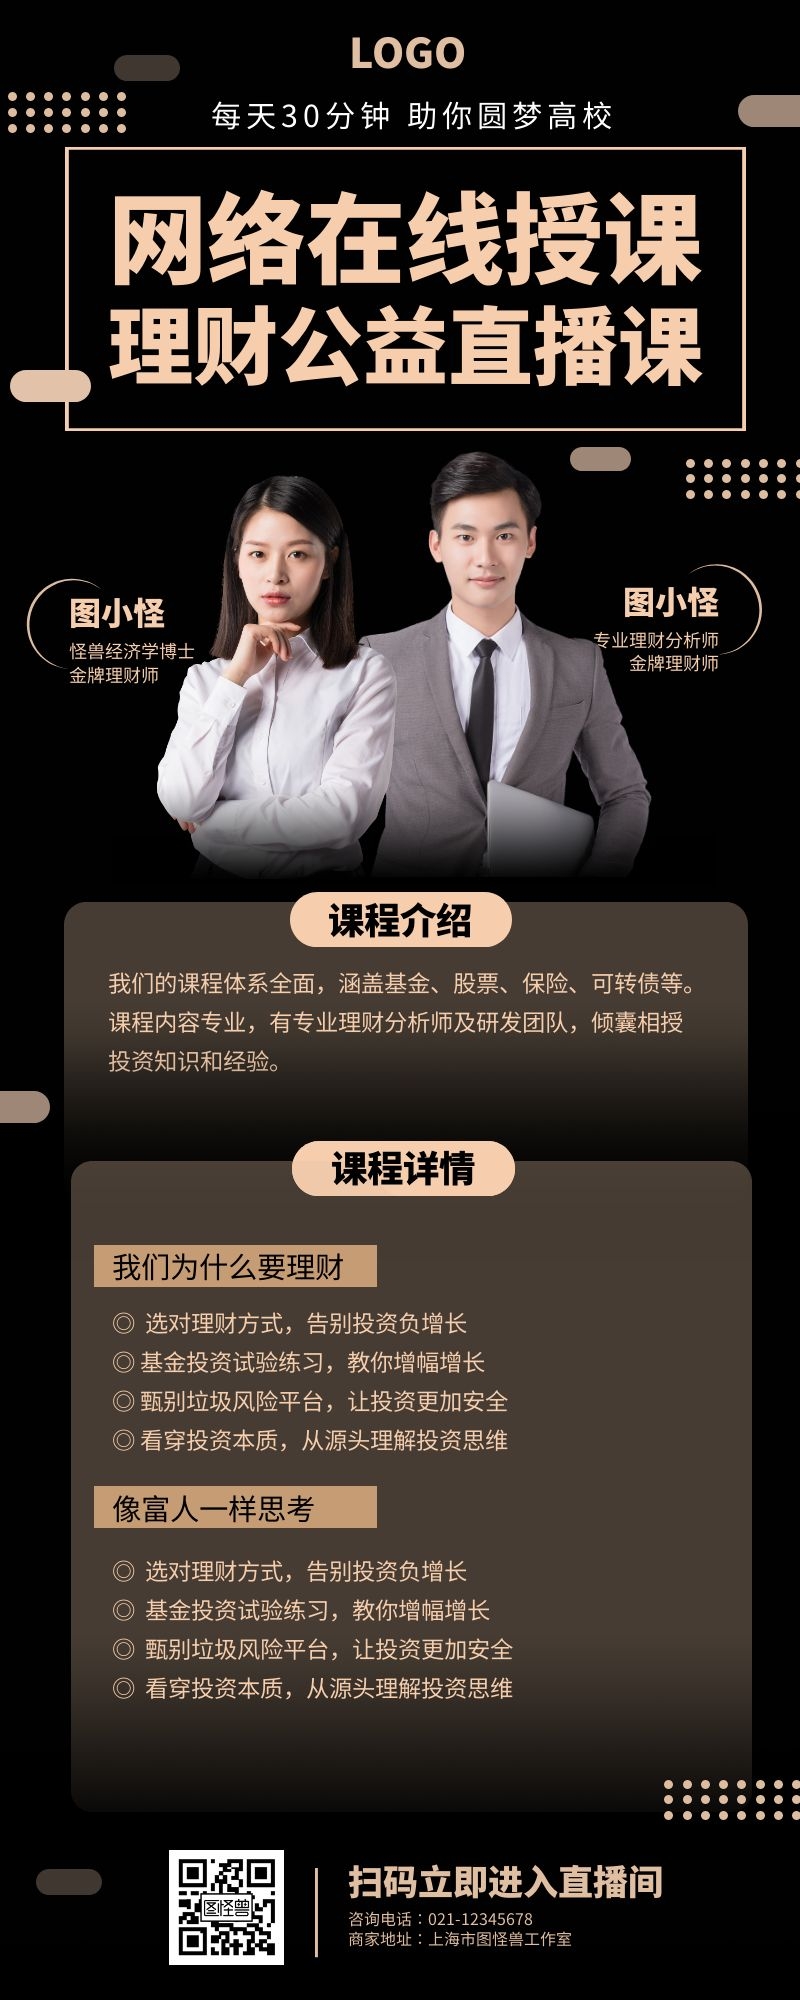 LOGO
每天30分钟 助你圆梦高校
网络在线授课
理财公益直播课
图小怪
怪兽经济学博士
金牌理财师
图小怪
专业理财分析师
金牌理财师
课程介绍
我们的课程体系全面，涵盖基金、股票、保险、可转债等。
课程内容专业，有专业理财分析师及研发团队，倾囊相授
投资知识和经验。
课程详情
我们为什么要理财
◎ 选对理财方式，告别投资负增长
◎ 基金投资试验练习，教你增幅增长
◎ 甄别垃圾风险平台，让投资更加安全
◎ 看穿投资本质，从源头理解投资思维
像富人一样思考
◎ 选对理财方式，告别投资负增长
◎ 基金投资试验练习，教你增幅增长
◎ 甄别垃圾风险平台，让投资更加安全
◎ 看穿投资本质，从源头理解投资思维
图怪兽
扫码立即进入直播间
咨询电话：021-12345678
商家地址：上海市图怪兽工作室